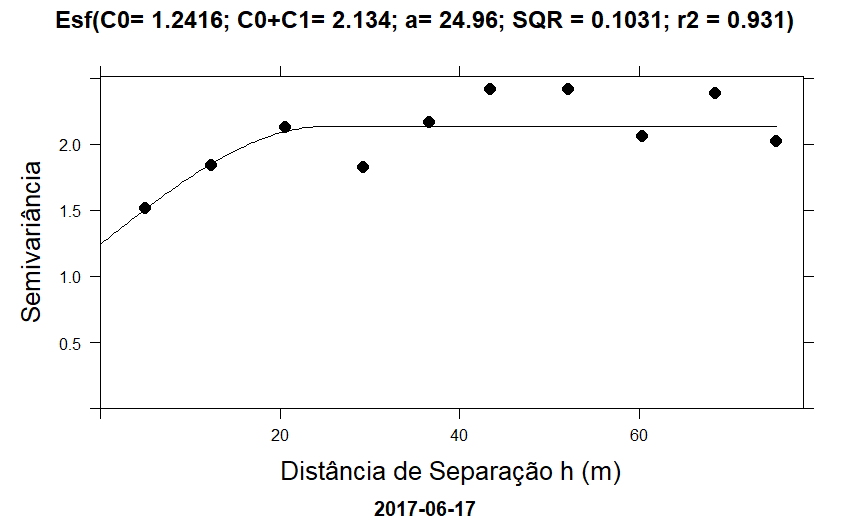 Esf(C0= 1.2416; C0+C1= 2.134; a= 24.96; SQR = 0.1031; r2 = 0.931)
2.0
1.5
1.0
0.5
Semivariância
20 40 60
Distância de Separação h (m)
2017-06-17